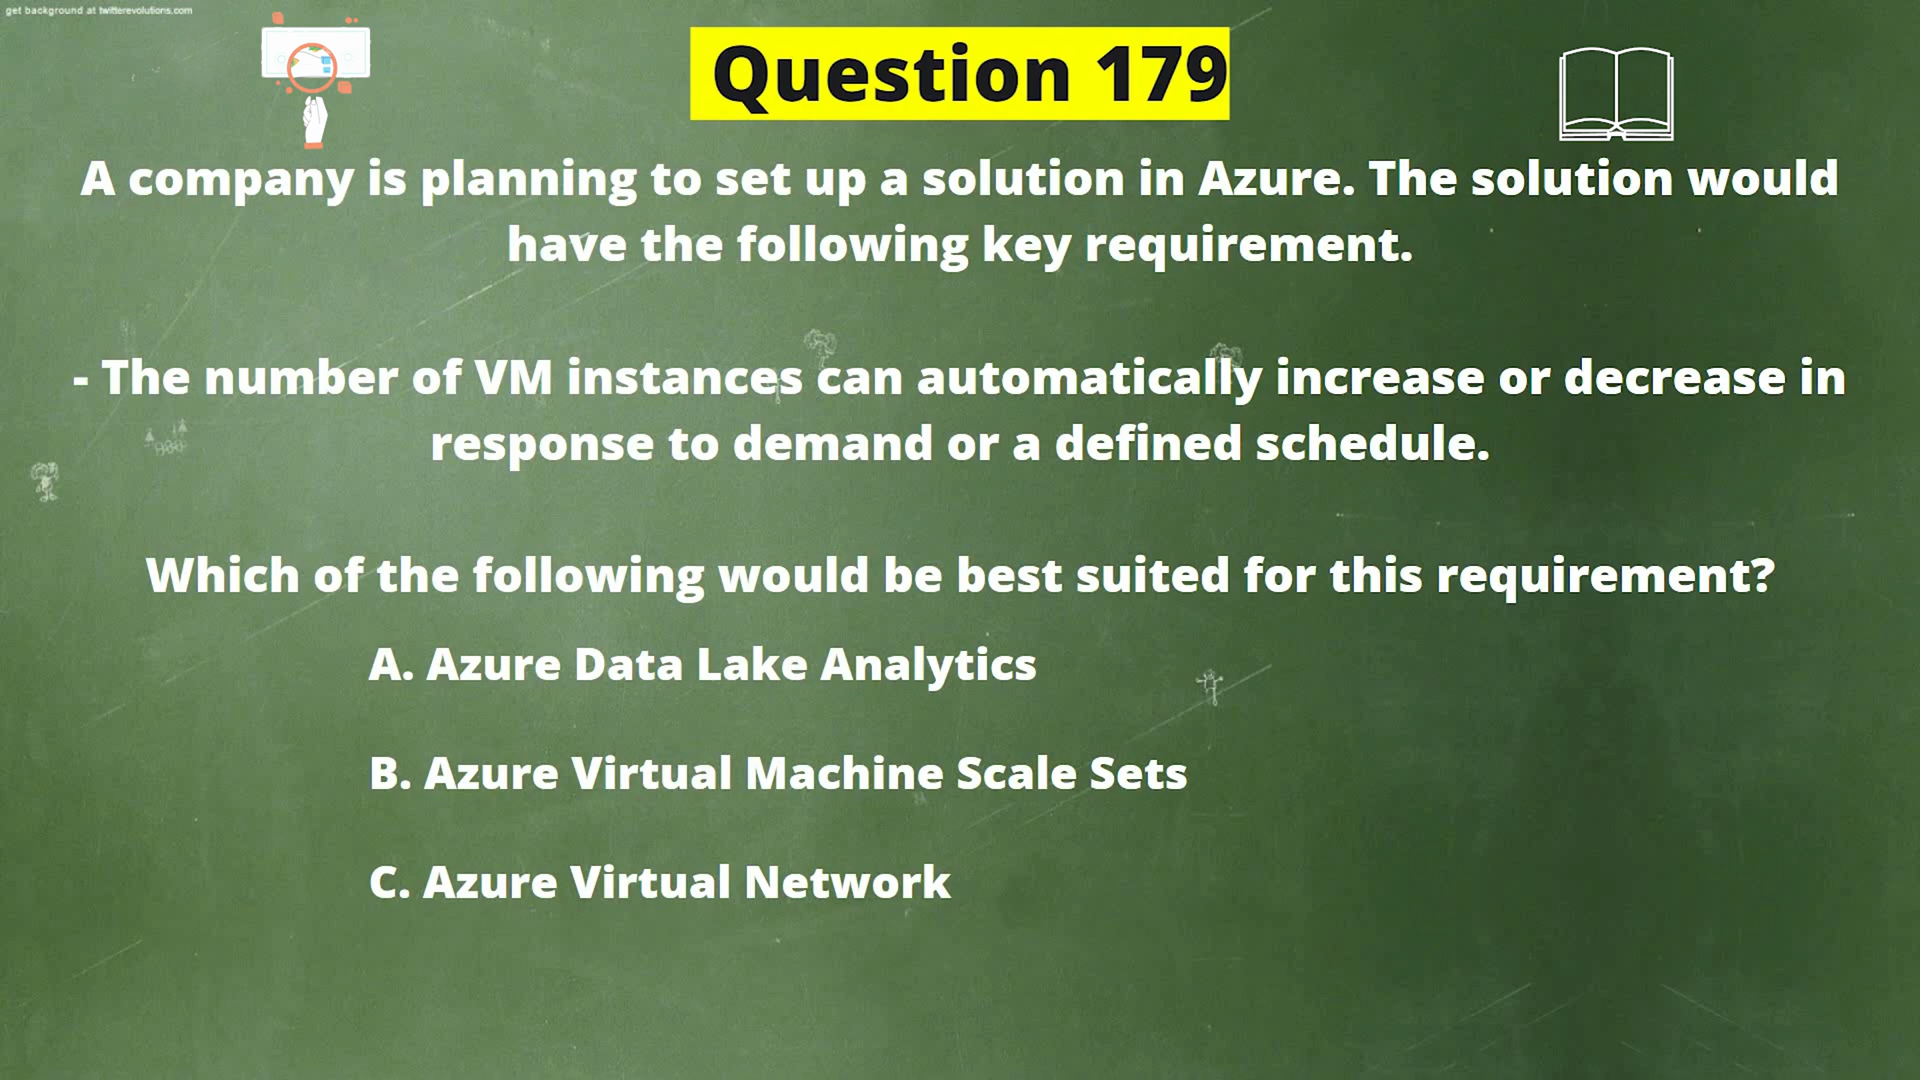 get background at twitterevolutions.com
Question 179
A company is planning to set up a solution in Azure. The solution would
have the following key requirement.
- The number of VM instances can automatically increase or decrease in
response to demand or a defined schedule.
Which of the following would be best suited for this requirement?
A. Azure Data Lake Analytics
B. Azure Virtual Machine Scale Sets
C. Azure Virtual Network